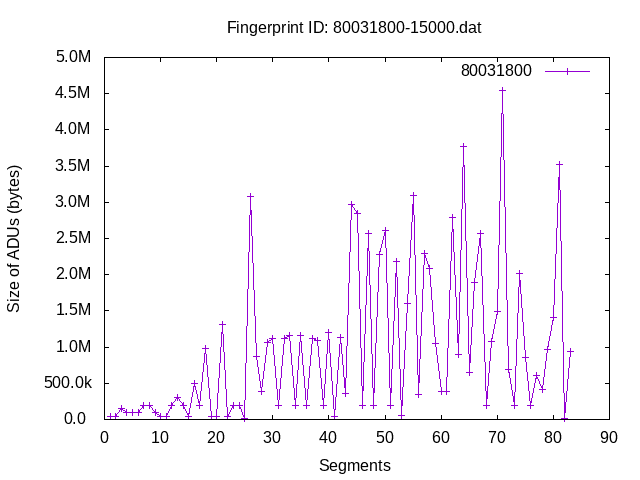 Fingerprint ID: 80031800-15000.dat
5.0M
80031800
4.5M
4.0M
3.5M
3.0M
2.5M
2.0M
1.5M
1.0M
500.0k
0.0
Size of ADUs (bytes)
0 10 20 30 40 50 60 70 80 90
Segments